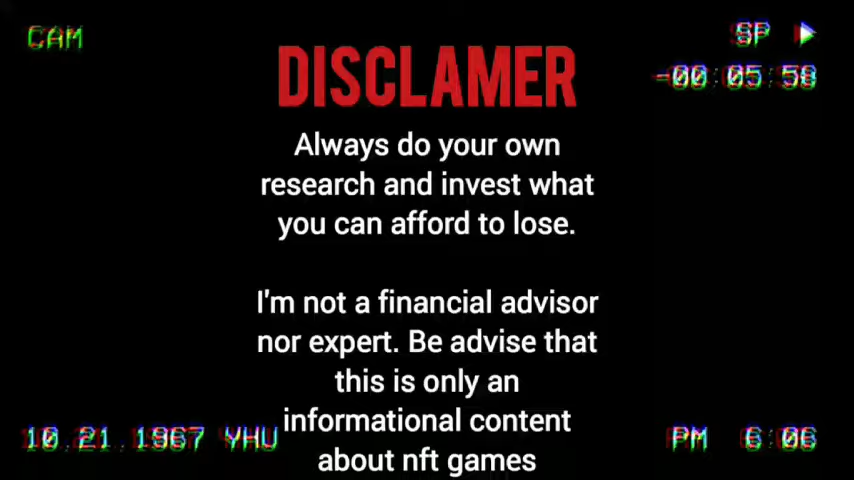 CAM
SP
-00:05:58
DISCLAMER
Always do your own
research and invest what
you can afford to lose.
I'm not a financial advisor
nor expert. Be advise that
this is only an
informational content
about nft games
10.21.1967 YHU
PM 6:06